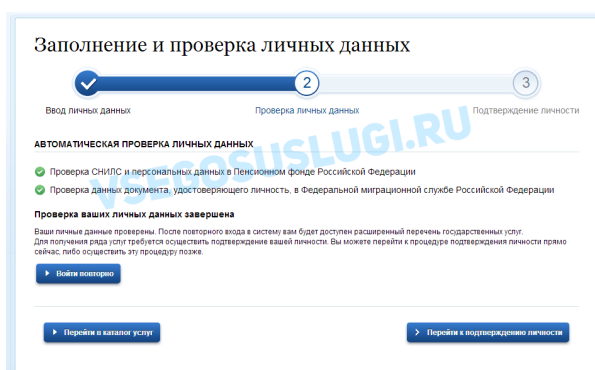 Заполнение и проверка личных данных
2
3
Ввод личных данных
Проверка личных данных
Подтверждение личности
VSEGOSUSLUGI.RU
АВТОМАТИЧЕСКАЯ ПРОВЕРКА ЛИЧНЫХ ДАННЫХ
Проверка СНИЛС и персональных данных в Пенсионном фонде Российской Федерации
Проверка данных документа, удостоверяющего личность, в Федеральной миграционной службе Российской Федерации
Проверка ваших личных данных завершена
Ваши личные данные проверены. После повторного входа в систему вам будет доступен расширенный перечень государственных услуг.
Для получения ряда услуг требуется осуществить подтверждение вашей личности. Вы можете перейти к процедуре подтверждения личности прямо
сейчас, либо осуществить эту процедуру позже.
Войти повторно
Перейти в каталог услуг
Перейти к подтверждению личности